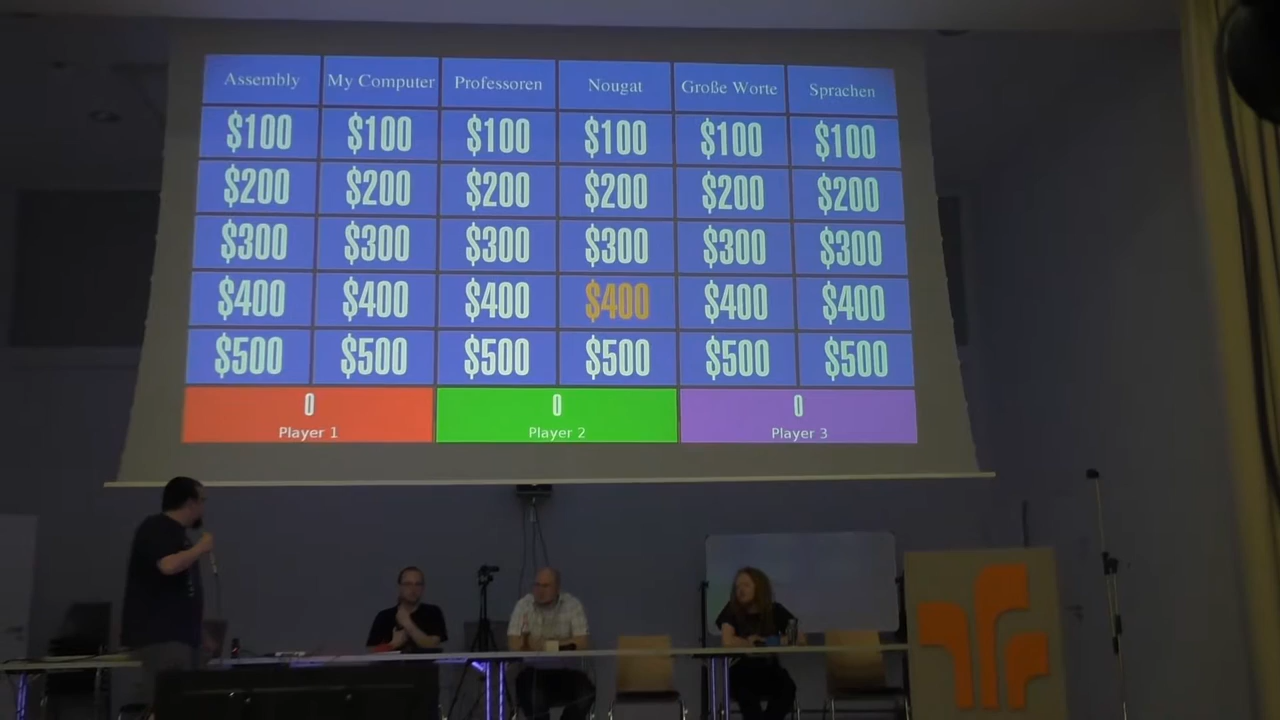 Assembly My Computer Professoren Nougat Große Worte Sprachen
$100 $100 $100 $100 $100 $100
$200 $200 $200 $200 $200 $200
$300 $300 $300 $300 $300 $300
$400 $400 $400 $400 $400 $400
$500 $500 $500 $500 $500 $500
0 0 0
Player 1 Player 2 Player 3